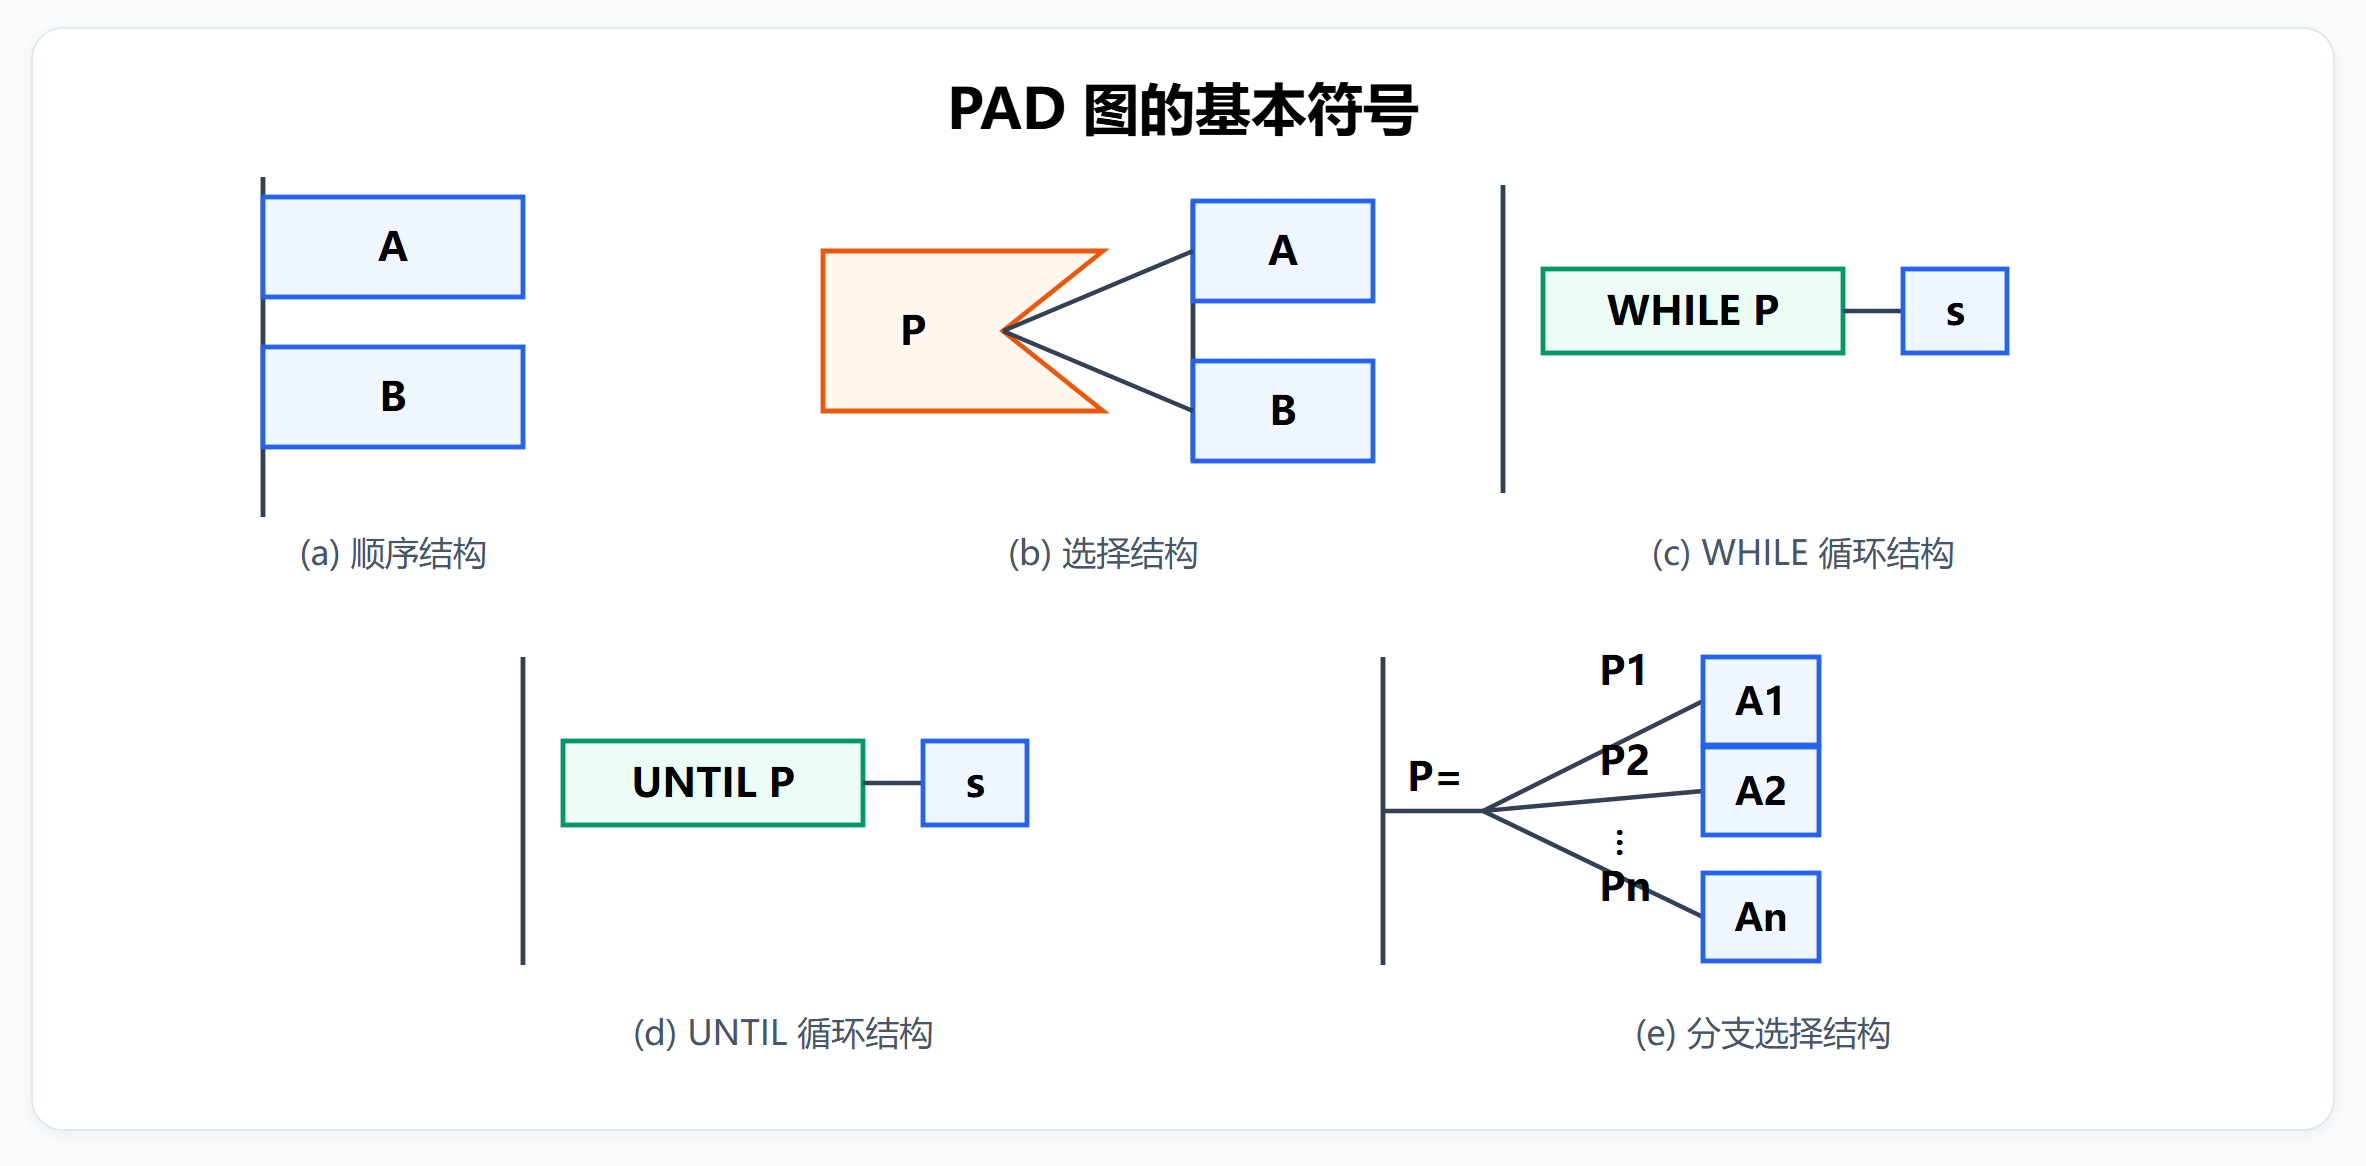 PAD 图的基本符号
A
B
(a) 顺序结构
P
A
B
(b) 选择结构
WHILE P
s
(c) WHILE 循环结构
UNTIL P
s
(d) UNTIL 循环结构
P=
P1
A1
P2
A2
⋮
Pn
An
(e) 分支选择结构